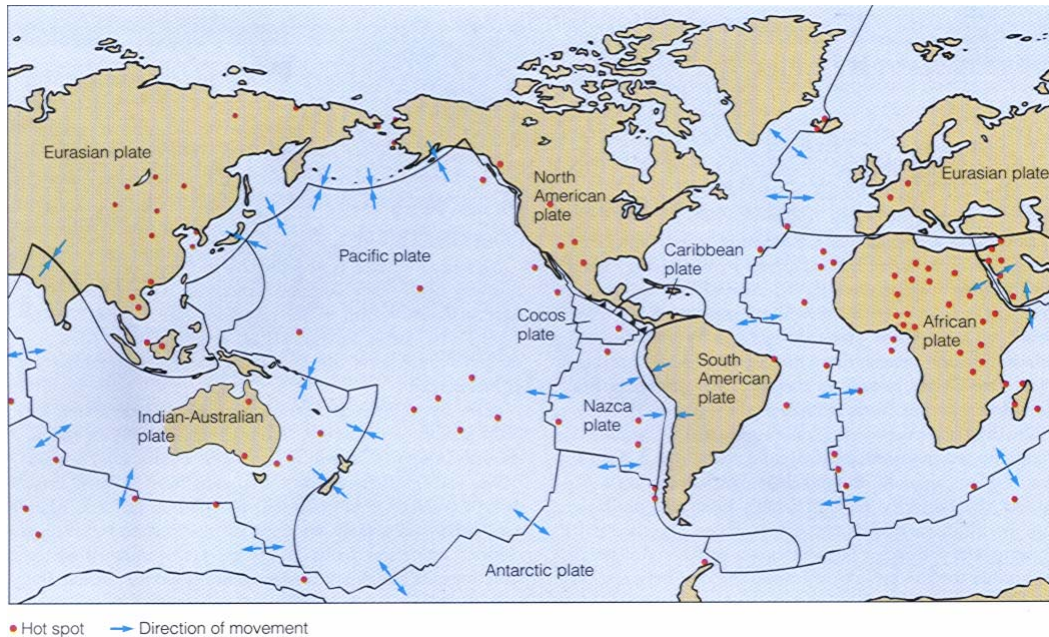 Eurasian plate
North
American
plate
Eurasian plate
Pacific plate
Caribbean
plate
Cocos
plate
African
plate
South
American
plate
Nazca
plate
Indian-Australian
plate
Antarctic plate
Hot spot
Direction of movement